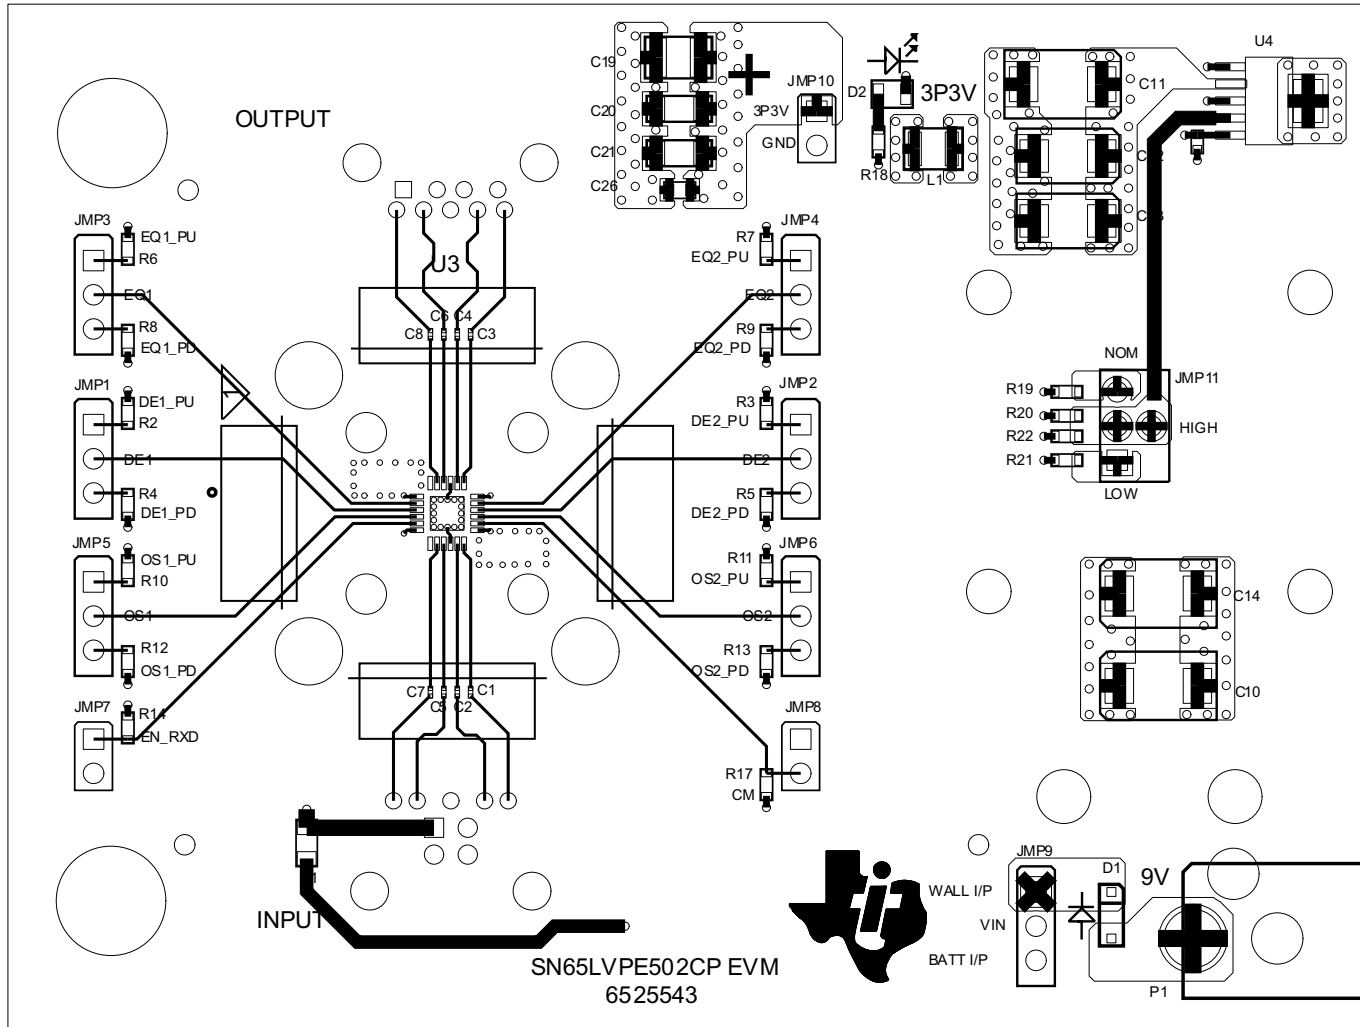 OUTPUT
C19
C20
C21
C26
JMP10
3P3V
GND
D2
3P3V
R18
L1
C11
U4
JMP3
EQ1_PU
R6
EQ1
R8
EQ1_PD
U3
C6 C4
C8
C3
R7
JMP4
EQ2_PU
EQ2
R9
EQ2_PD
JMP1
DE1_PU
R2
DE1
R4
DE1_PD
R3
JMP2
DE2_PU
DE2
R5
DE2_PD
NOM
JMP11
R19
R20
R22
R21
HIGH
LOW
JMP5
OS1_PU
R10
OS1
R12
OS1_PD
R11
JMP6
OS2_PU
OS2
R13
OS2_PD
C14
C10
C7
C5 C2
C1
JMP7
R14
EN_RXD
JMP8
R17
CM
INPUT
JMP9
WALL I/P
VIN
BATT I/P
D1
9V
P1
SN65LVPE502CP EVM
6525543